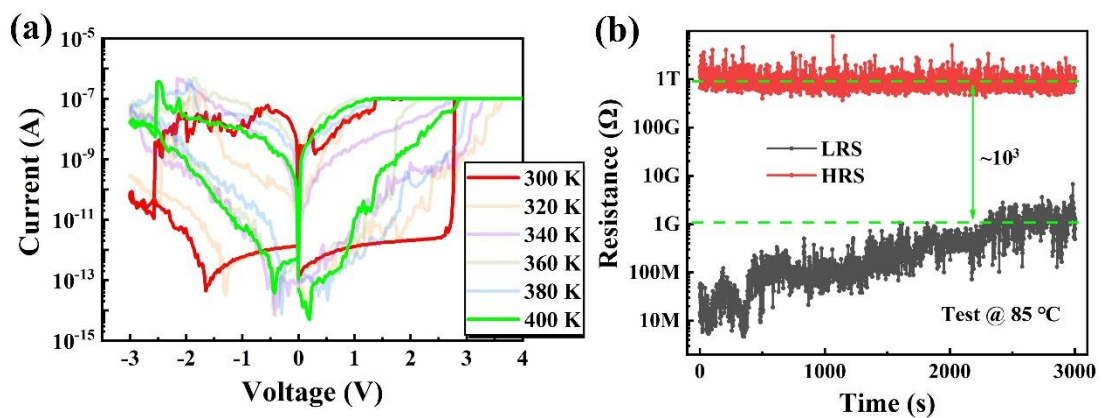 (a)
Current (A)
10⁻⁵
10⁻⁷
10⁻⁹
10⁻¹¹
10⁻¹³
10⁻¹⁵
-3 -2 -1 0 1 2 3 4
Voltage (V)
300 K
320 K
340 K
360 K
380 K
400 K
(b)
Resistance (Ω)
1T
100G
10G
1G
100M
10M
LRS
HRS
~10³
Test @ 85 ℃
0 1000 2000 3000
Time (s)